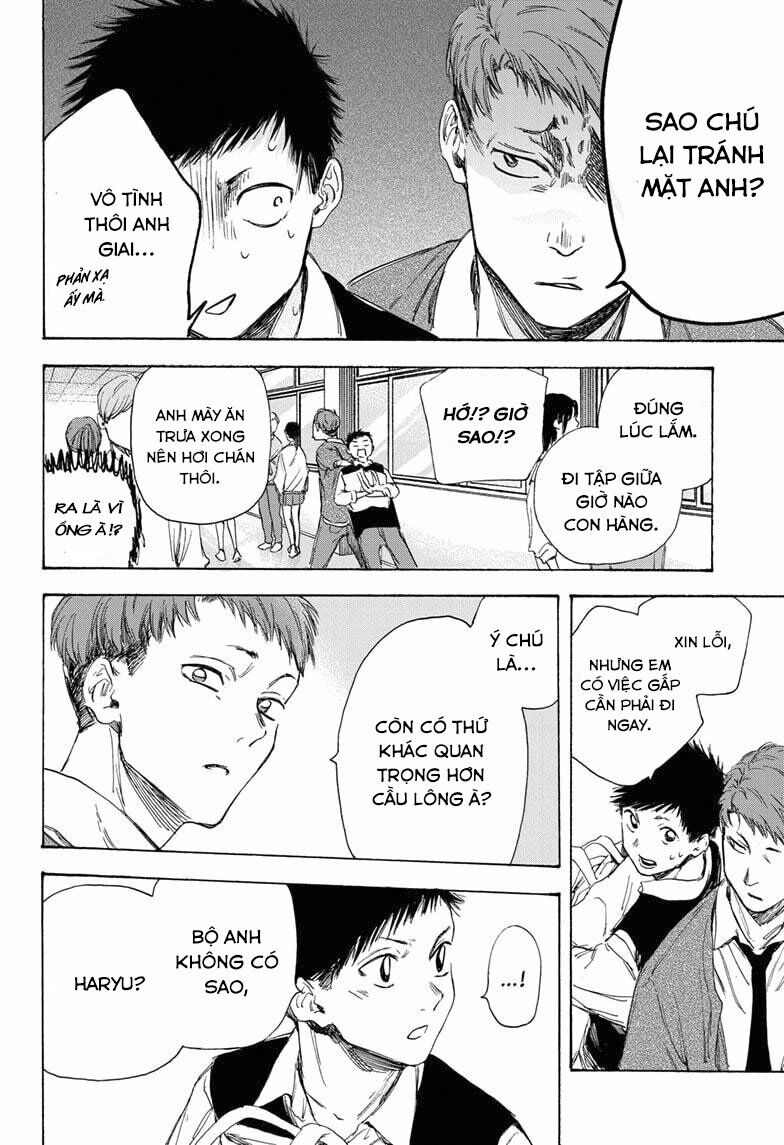 SAO CHÚ
LẠI TRÁNH
MẶT ANH?
VÔ TÌNH
THÔI ANH
GIAI...
PHẢN XẠ
ẤY MÀ
ĐÚNG
LÚC LẮM.
ĐI TẬP GIỮA
GIỜ NÀO
CON HÀNG.
HỚ!? GIỜ
SAO!?
ANH MÀY ĂN
TRƯA XONG
NÊN HƠI CHÁN
THÔI.
RA LÀ VÌ
ỔNG À!?
XIN LỖI,
NHƯNG EM
CÓ VIỆC GẤP
CẦN PHẢI ĐI
NGAY.
Ý CHÚ
LÀ...
CÒN CÓ THỨ
KHÁC QUAN
TRỌNG HƠN
CẦU LÔNG À?
...!
BỘ ANH
KHÔNG CÓ
SAO,
HARYU?